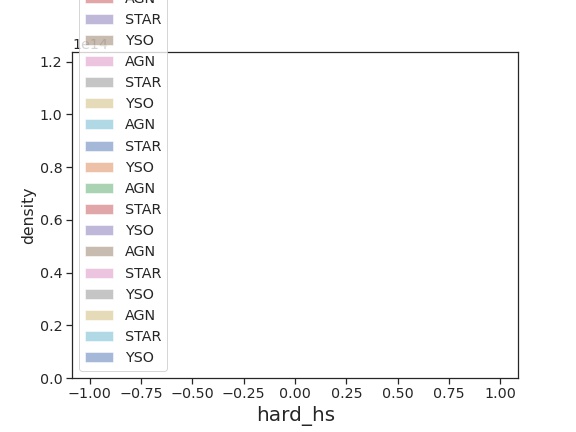 AGN
STAR
YSO
1e14
AGN
STAR
YSO
AGN
STAR
YSO
AGN
STAR
YSO
AGN
STAR
YSO
AGN
STAR
YSO
1.2
1.0
0.8
0.6
0.4
0.2
0.0
density
−1.00 −0.75 −0.50 −0.25 0.00 0.25 0.50 0.75 1.00
hard_hs